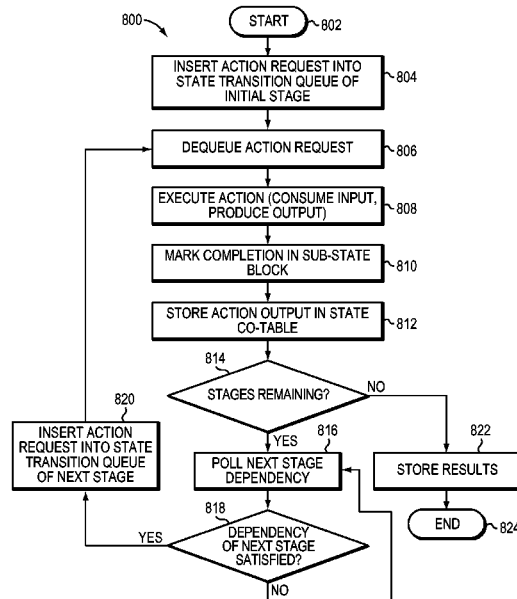 800
START
802
INSERT ACTION REQUEST INTO
STATE TRANSITION QUEUE OF
INITIAL STAGE
804
DEQUEUE ACTION REQUEST
806
EXECUTE ACTION (CONSUME INPUT,
PRODUCE OUTPUT)
808
MARK COMPLETION IN SUB-STATE
BLOCK
810
STORE ACTION OUTPUT IN STATE
CO-TABLE
812
814
STAGES REMAINING?
NO
YES
820
INSERT ACTION
REQUEST INTO STATE
TRANSITION QUEUE
OF NEXT STAGE
816
POLL NEXT STAGE
DEPENDENCY
822
STORE RESULTS
818
DEPENDENCY
OF NEXT STAGE
SATISFIED?
YES
NO
END
824